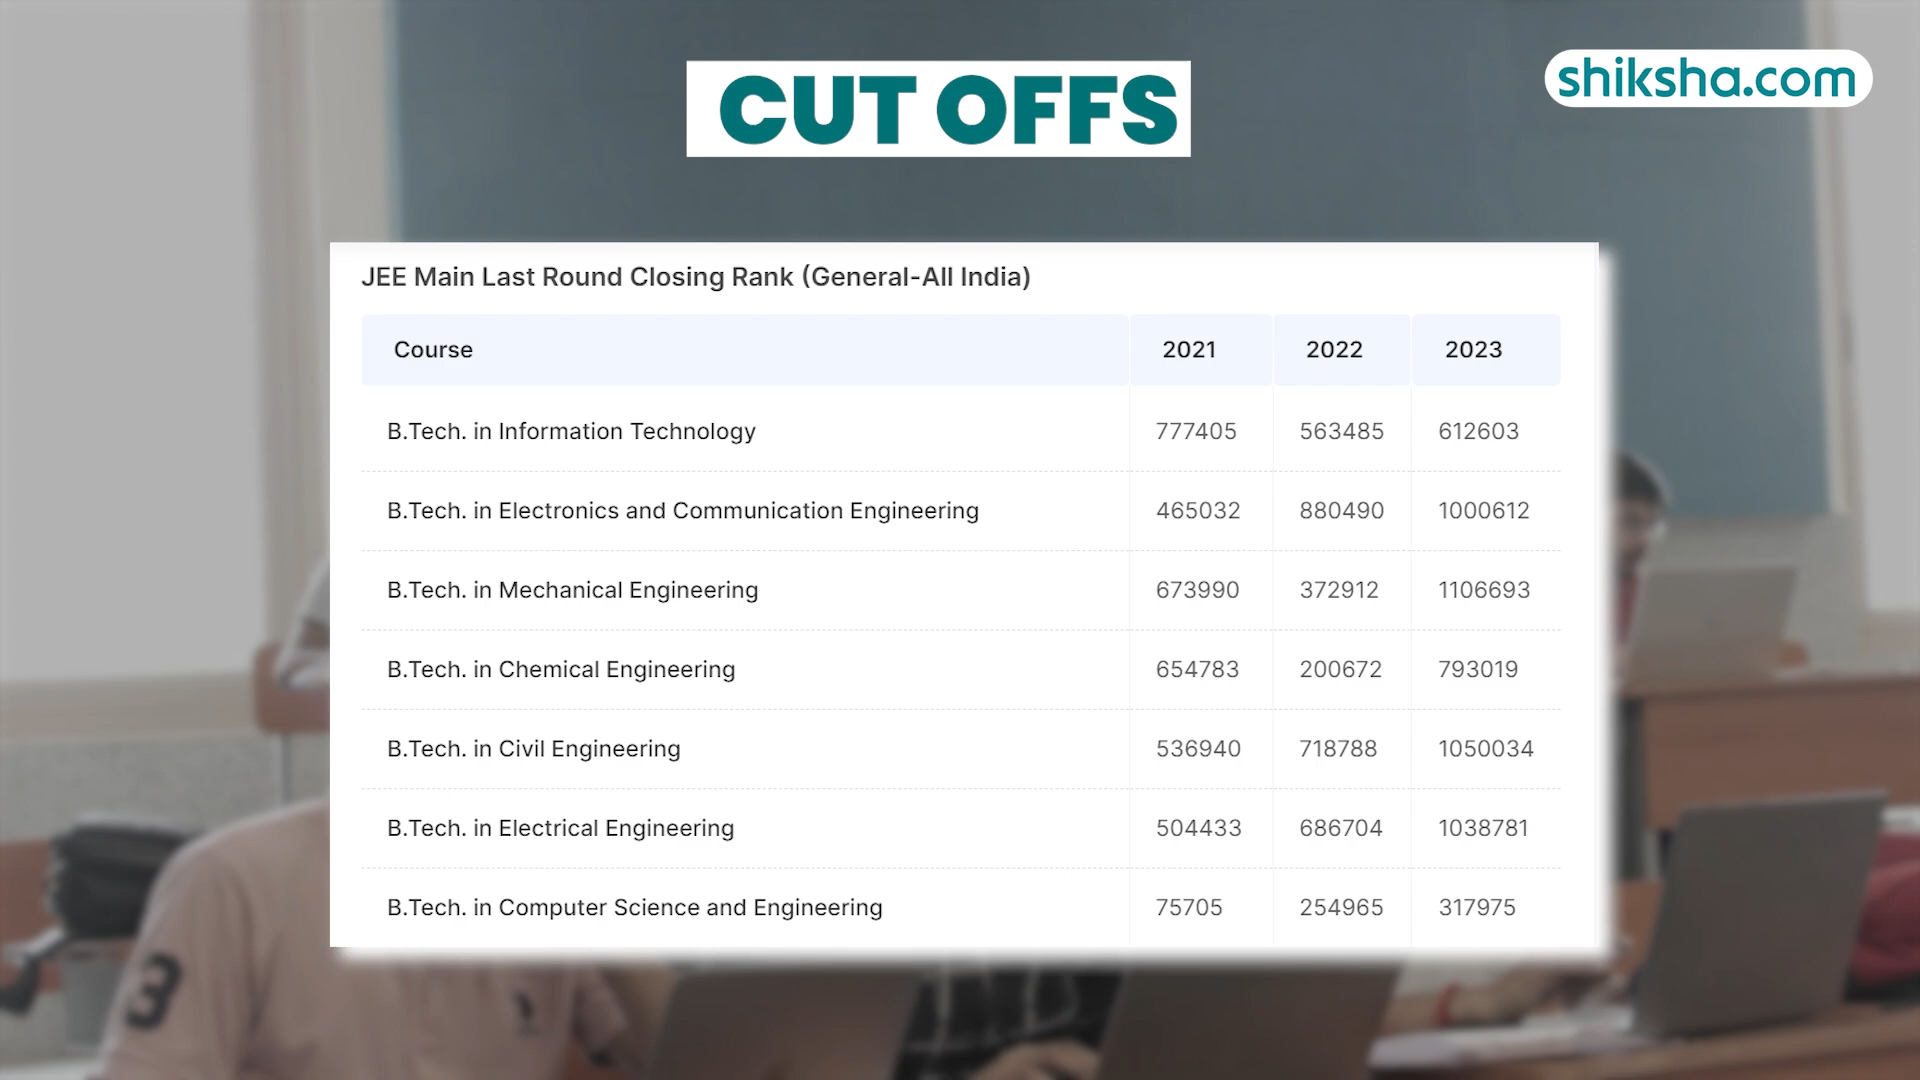 CUT OFFS
shiksha.com
JEE Main Last Round Closing Rank (General-All India)
Course 2021 2022 2023
B.Tech. in Information Technology 777405 563485 612603
B.Tech. in Electronics and Communication Engineering 465032 880490 1000612
B.Tech. in Mechanical Engineering 673990 372912 1106693
B.Tech. in Chemical Engineering 654783 200672 793019
B.Tech. in Civil Engineering 536940 718788 1050034
B.Tech. in Electrical Engineering 504433 686704 1038781
B.Tech. in Computer Science and Engineering 75705 254965 317975
3